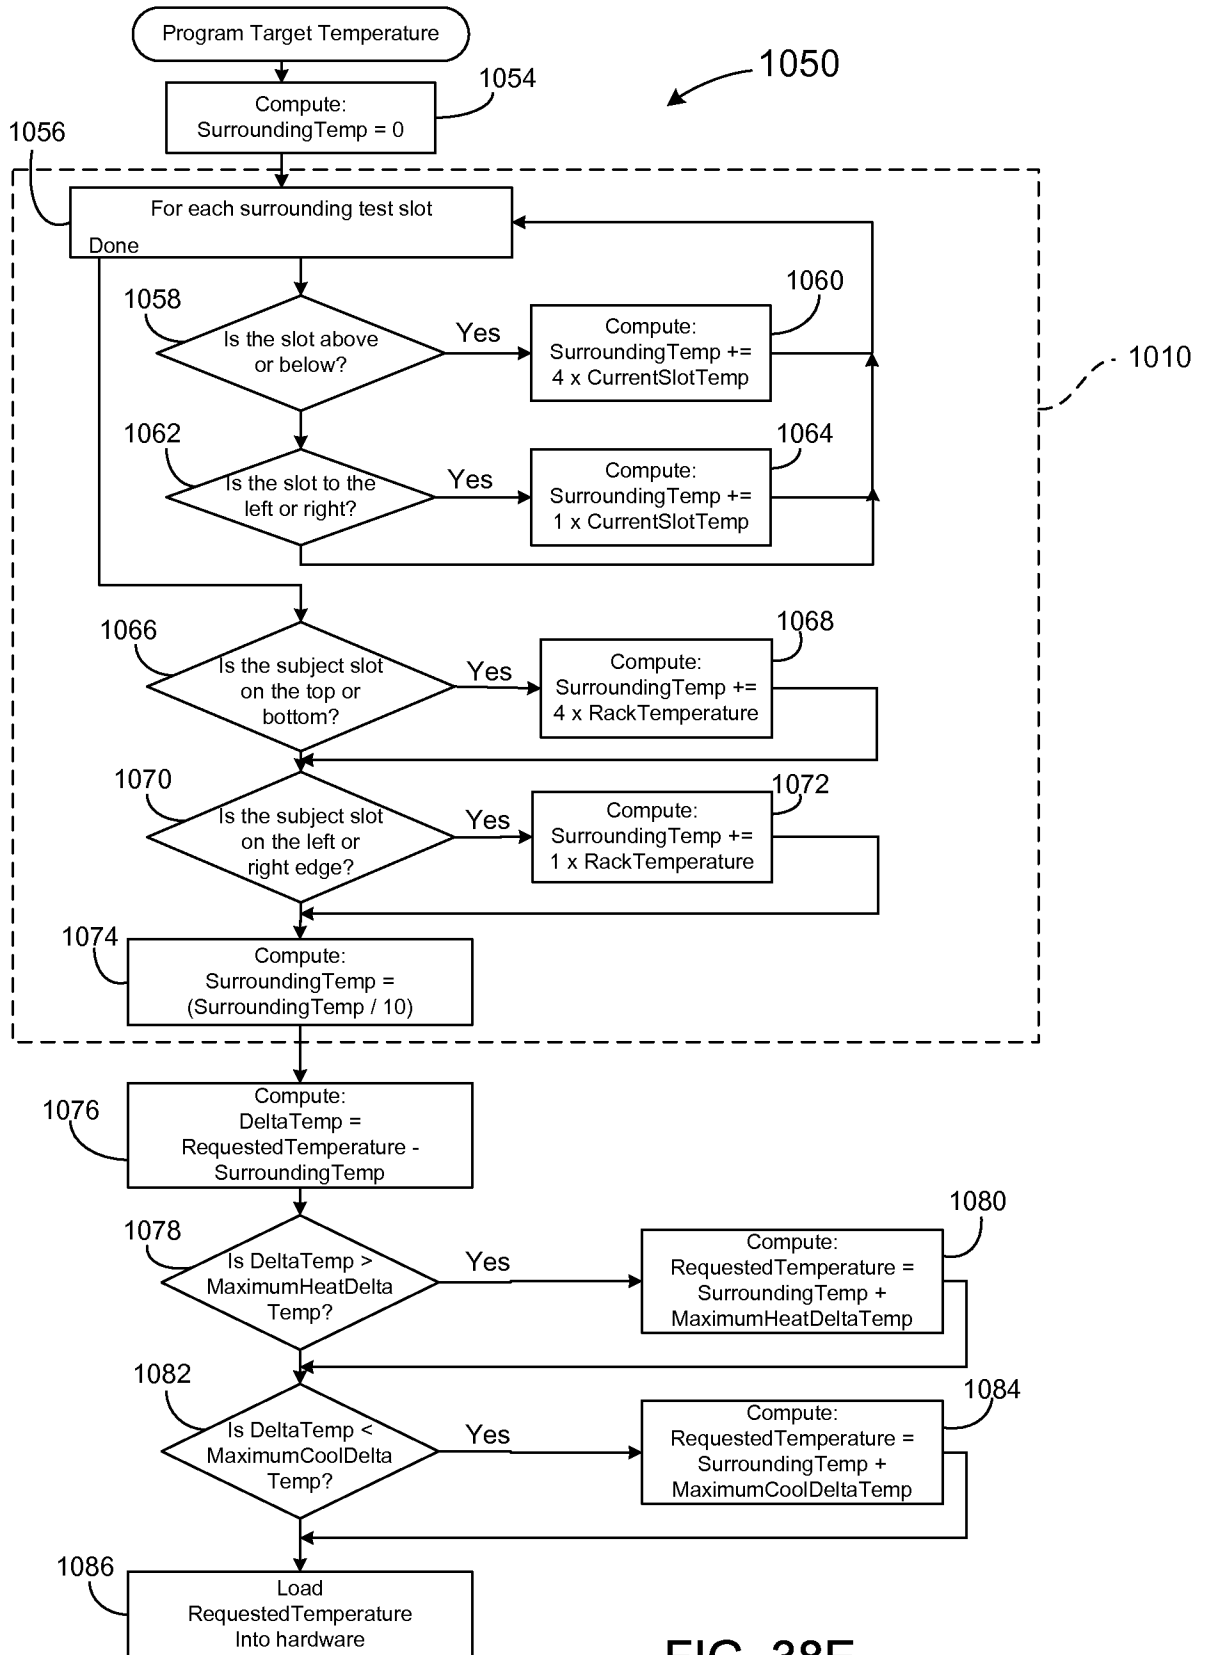 Program Target Temperature
1050
1054
Compute:
SurroundingTemp = 0
1056
For each surrounding test slot
Done
1058
Is the slot above
or below?
Yes
1060
Compute:
SurroundingTemp +=
4 x CurrentSlotTemp
1010
1062
Is the slot to the
left or right?
Yes
1064
Compute:
SurroundingTemp +=
1 x CurrentSlotTemp
1066
Is the subject slot
on the top or
bottom?
Yes
1068
Compute:
SurroundingTemp +=
4 x RackTemperature
1070
Is the subject slot
on the left or
right edge?
Yes
1072
Compute:
SurroundingTemp +=
1 x RackTemperature
1074
Compute:
SurroundingTemp =
(SurroundingTemp / 10)
1076
Compute:
DeltaTemp =
RequestedTemperature -
SurroundingTemp
1078
Is DeltaTemp >
MaximumHeatDelta
Temp?
Yes
1080
Compute:
RequestedTemperature =
SurroundingTemp +
MaximumHeatDeltaTemp
1082
Is DeltaTemp <
MaximumCoolDelta
Temp?
Yes
1084
Compute:
RequestedTemperature =
SurroundingTemp +
MaximumCoolDeltaTemp
1086
Load
RequestedTemperature
Into hardware
FIG.